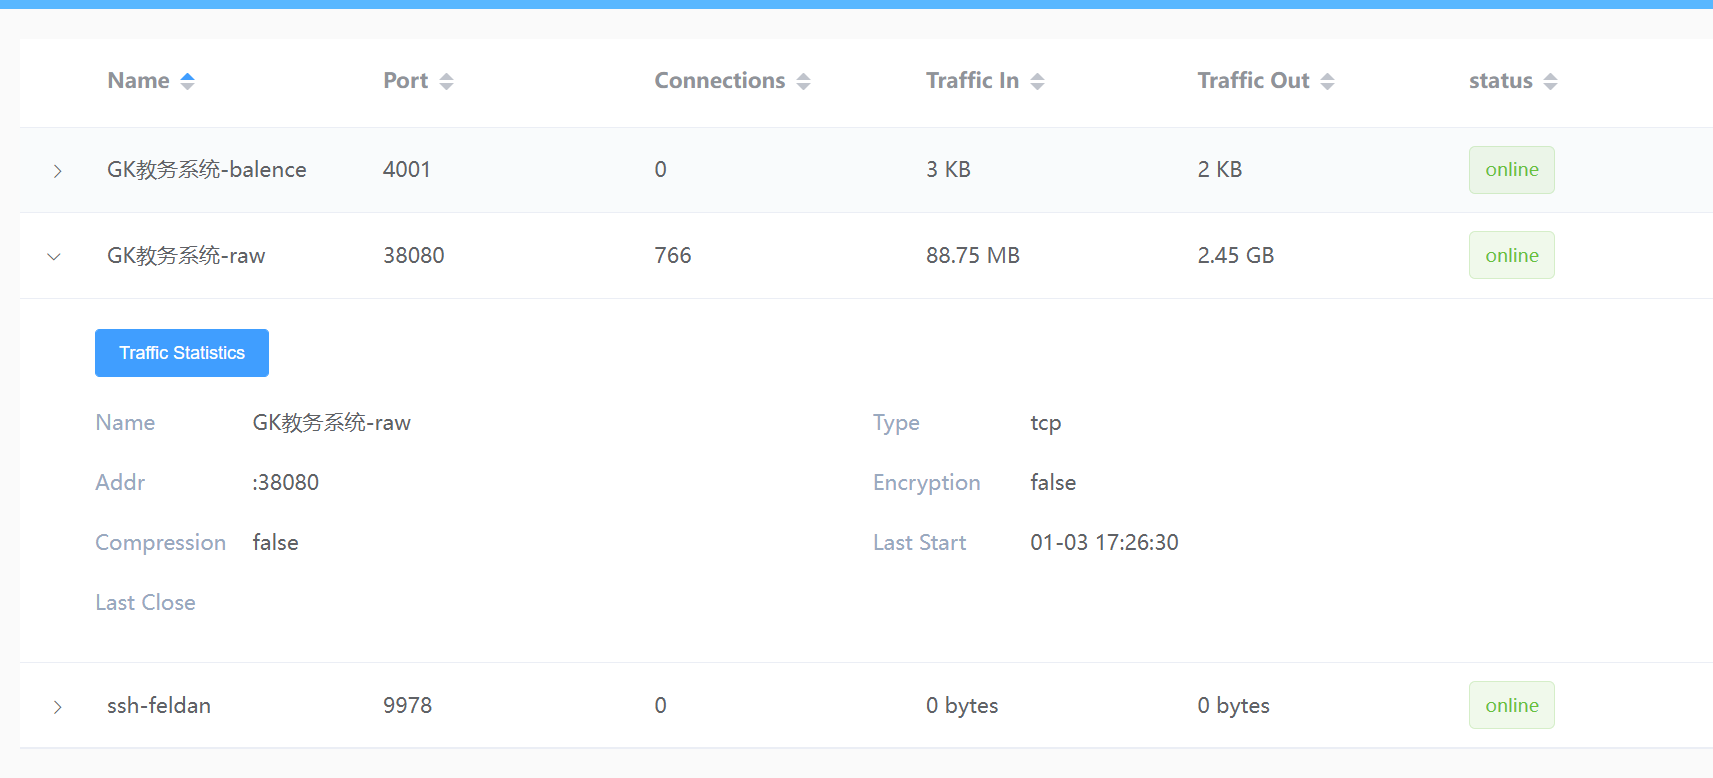 Name Port Connections Traffic In Traffic Out status
GK教务系统-balence 4001 0 3 KB 2 KB online
GK教务系统-raw 38080 766 88.75 MB 2.45 GB online
Traffic Statistics
Name GK教务系统-raw Type tcp
Addr :38080 Encryption false
Compression false Last Start 01-03 17:26:30
Last Close
ssh-feldan 9978 0 0 bytes 0 bytes online